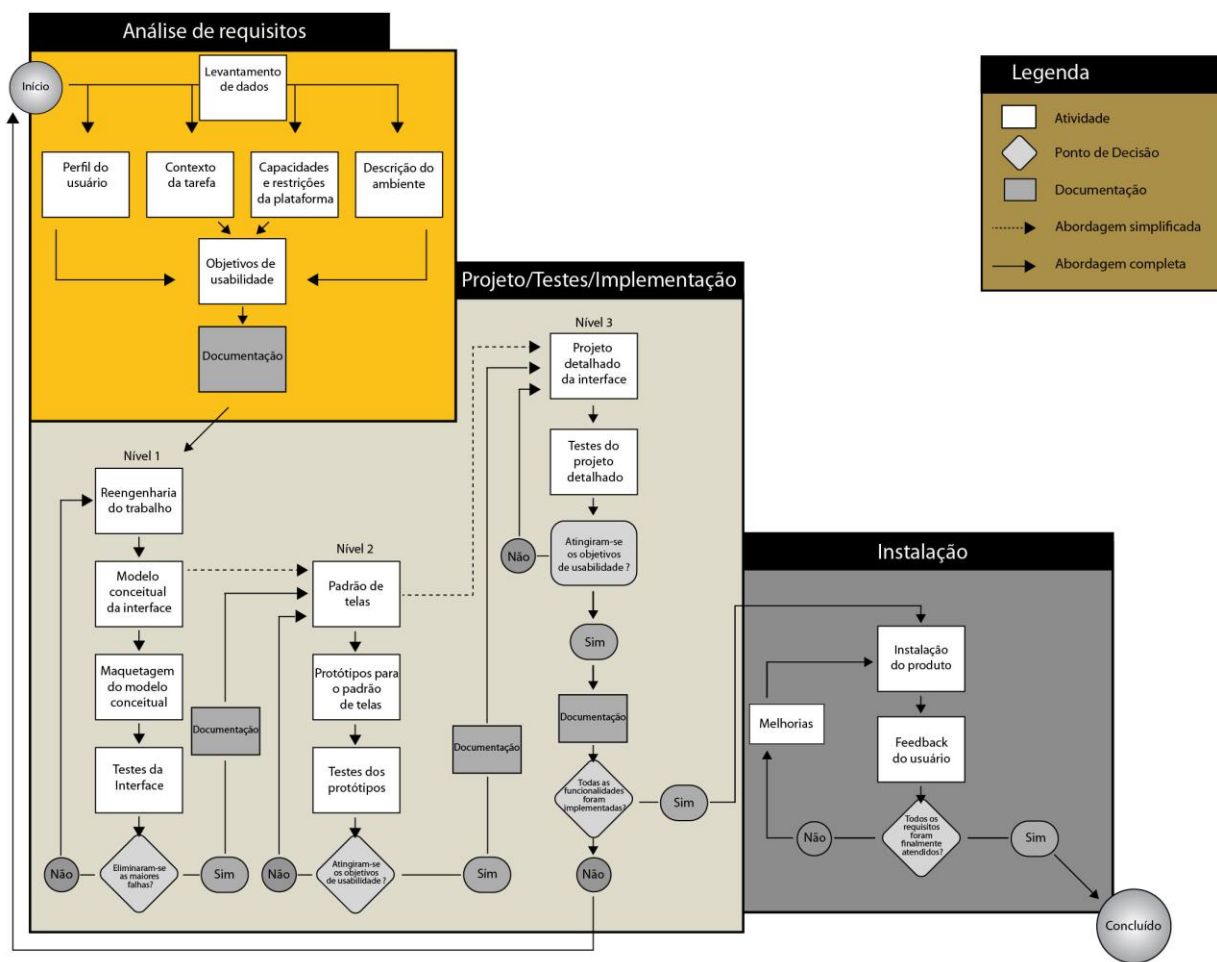 Análise de requisitos
Início
Levantamento
de dados
Perfil do
usuário
Contexto
da tarefa
Capacidades
e restrições
da plataforma
Descrição do
ambiente
Objetivos de
usabilidade
Documentação
Legenda
Atividade
Ponto de Decisão
Documentação
Abordagem simplificada
Abordagem completa
Projeto/Testes/Implementação
Nível 1
Reengenharia
do trabalho
Modelo
conceitual
da interface
Maquetagem
do modelo
conceitual
Testes da
Interface
Eliminaram-se
as maiores
falhas?
Não
Sim
Documentação
Nível 2
Padrão de
telas
Protótipos para
o padrão
de telas
Testes dos
protótipos
Atingiram-se
os objetivos
de usabilidade ?
Não
Sim
Documentação
Nível 3
Projeto
detalhado
da interface
Testes do
projeto
detalhado
Atingiram-se
os objetivos
de usabilidade ?
Não
Sim
Documentação
Todas as
funcionalidades
foram
implementadas?
Sim
Não
Instalação
Instalação
do produto
Melhorias
Feedback
do usuário
Todos os
requisitos
foram
finalmente
atendidos?
Não
Sim
Concluído